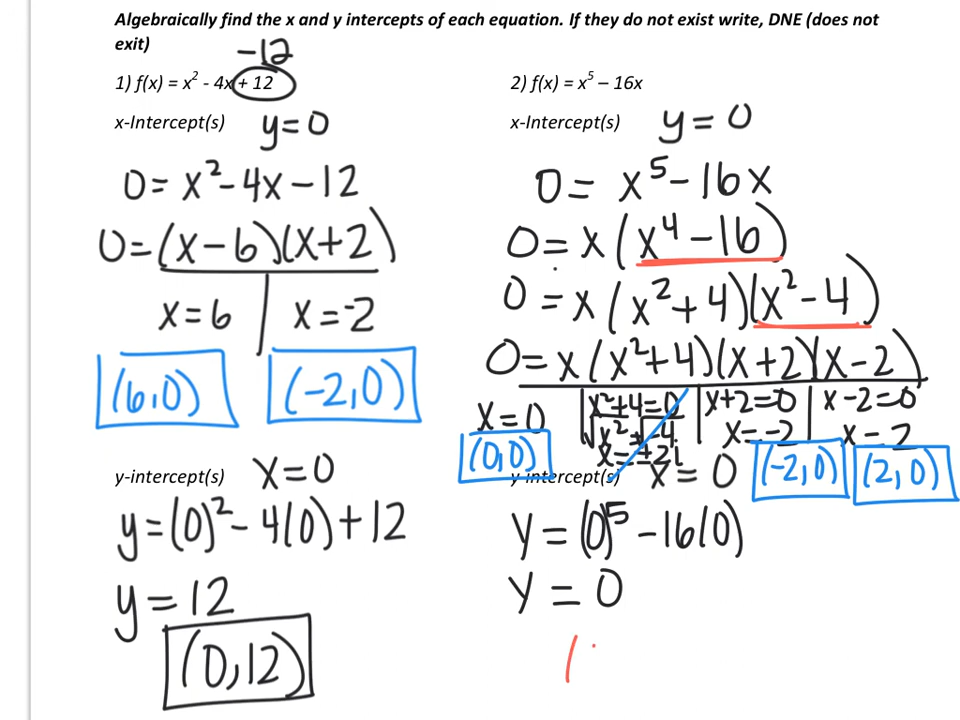 Algebraically find the x and y intercepts of each equation. If they do not exist write, DNE (does not
exit)
-12
1) f(x) = x² - 4x + 12
x-Intercept(s) y=0
0 = x²-4x-12
0=(x-6)(x+2)
x=6 x=-2
(6,0) (-2,0)
y-intercept(s) x=0
y=(0)²-4(0)+12
y=12
(0,12)
2) f(x) = x⁵ – 16x
x-Intercept(s) y=0
0= x⁵-16x
0=x(x⁴-16)
0=x(x²+4)(x²-4)
0=x(x²+4)(x+2)(x-2)
x=0 x²+4=0 x+2=0 x-2=0
√x²=√-4 x=-2 x=2
x=±2i
(0,0) (-2,0) (2,0)
y-intercept(s) x=0
y=(0)⁵-16(0)
y=0
(